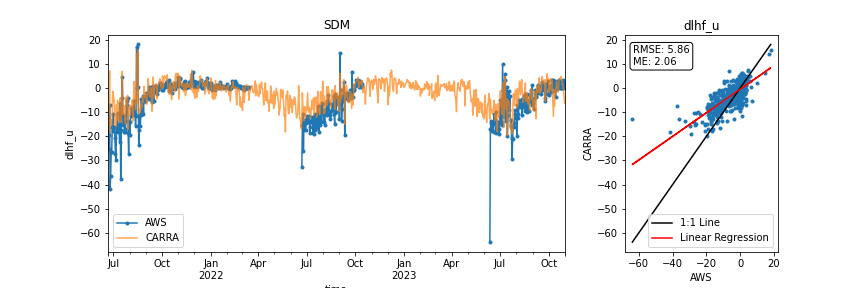 SDM
dlhf_u
20
10
0
−10
−20
−30
−40
−50
−60
AWS
CARRA
Jul
Oct
Jan
2022
Apr
Jul
Oct
Jan
2023
Apr
Jul
Oct
time
dlhf_u
CARRA
20
10
0
−10
−20
−30
−40
−50
−60
RMSE: 5.86
ME: 2.06
1:1 Line
Linear Regression
−60
−40
−20
0
20
AWS